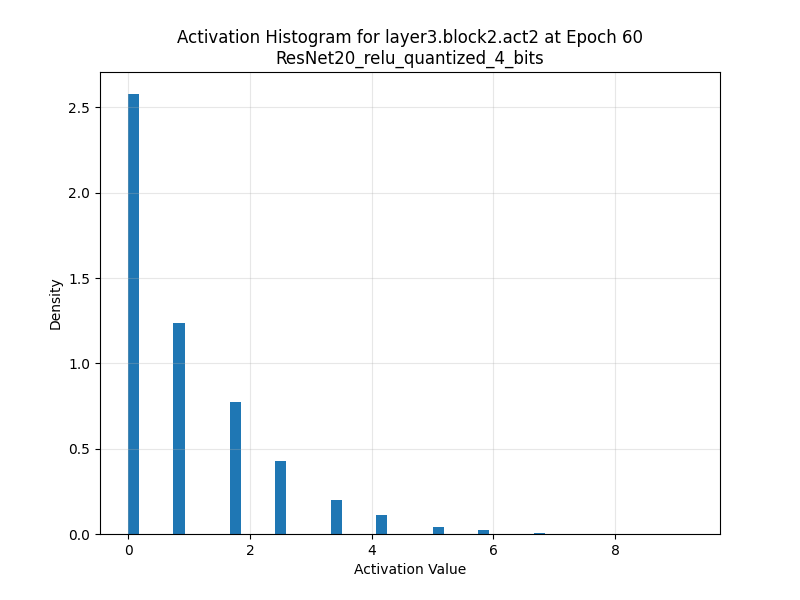 Activation Histogram for layer3.block2.act2 at Epoch 60
ResNet20_relu_quantized_4_bits
2.5
2.0
1.5
1.0
0.5
0.0
Density
0 2 4 6 8
Activation Value